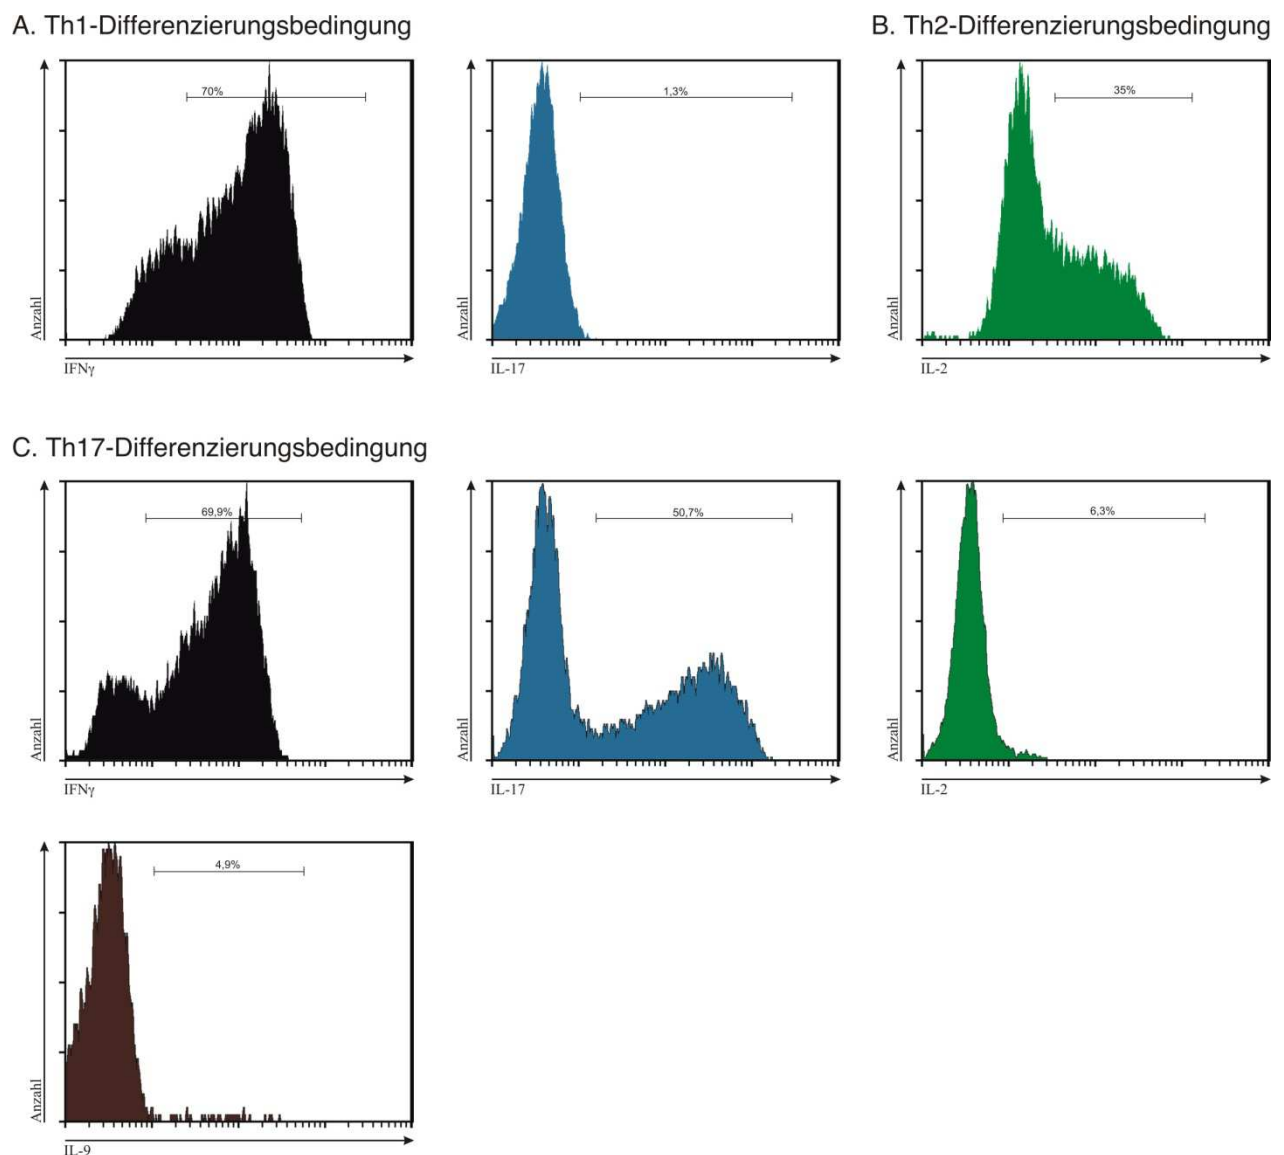 A. Th1-Differenzierungsbedingung
B. Th2-Differenzierungsbedingung
70%
1,3%
35%
Anzahl
Anzahl
Anzahl
IFNγ
IL-17
IL-2
C. Th17-Differenzierungsbedingung
69,9%
50,7%
6,3%
Anzahl
Anzahl
Anzahl
IFNγ
IL-17
IL-2
4,9%
Anzahl
IL-9